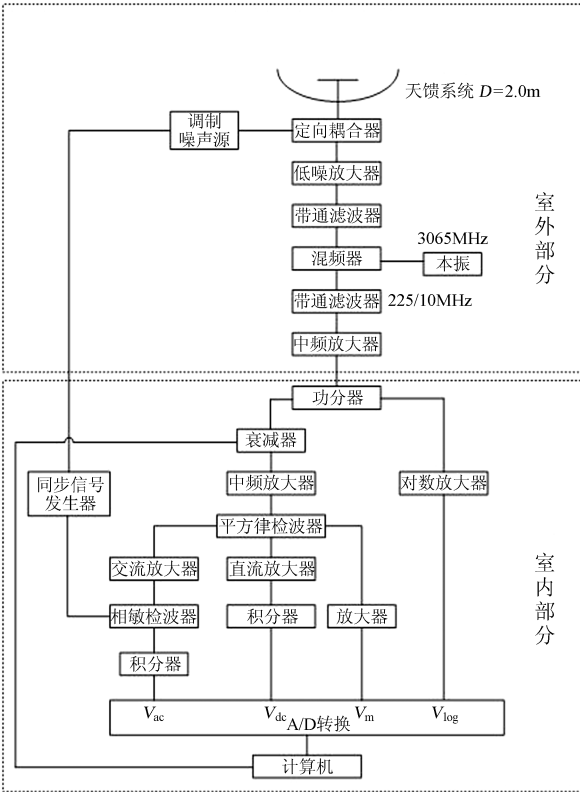 天馈系统 D=2.0m
调制
噪声源
定向耦合器
低噪放大器
带通滤波器
3065MHz
混频器
本振
带通滤波器
225/10MHz
中频放大器
室外部分
功分器
衰减器
同步信号
发生器
中频放大器
对数放大器
平方律检波器
交流放大器
直流放大器
相敏检波器
积分器
放大器
积分器
室内部分
Vac
Vdc
Vm
Vlog
A/D转换
计算机